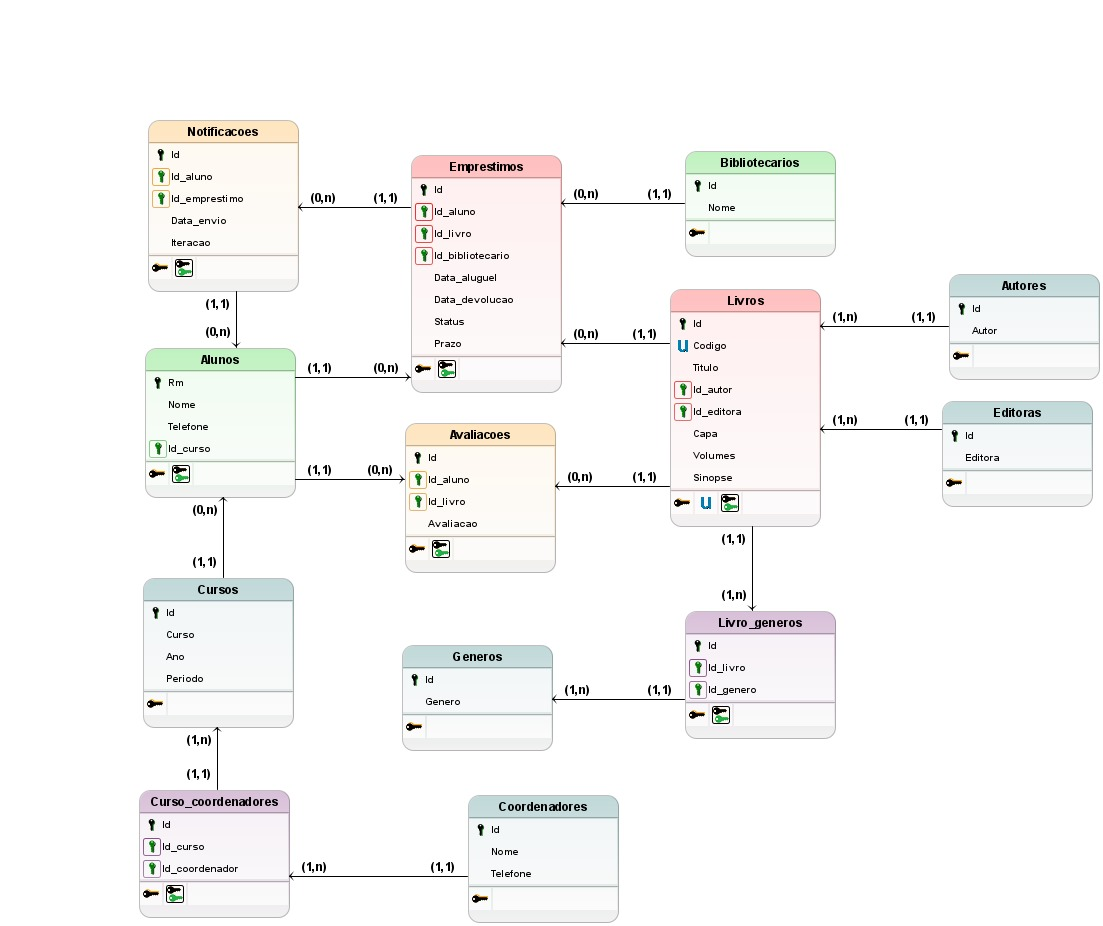 Notificacoes
Id
Id_aluno
Id_emprestimo
Data_envio
Iteracao
(0,n)
(1,1)
Emprestimos
Id
Id_aluno
Id_livro
Id_bibliotecario
Data_aluguel
Data_devolucao
Status
Prazo
(0,n)
(1,1)
Bibliotecarios
Id
Nome
(0,n)
(1,1)
Livros
Id
U Codigo
Titulo
Id_autor
Id_editora
Capa
Volumes
Sinopse
U
(1,n)
(1,1)
Autores
Id
Autor
(1,n)
(1,1)
Editoras
Id
Editora
(1,1)
(0,n)
Alunos
Rm
Nome
Telefone
Id_curso
(1,1)
(0,n)
(1,1)
(0,n)
Avaliacoes
Id
Id_aluno
Id_livro
Avaliacao
(0,n)
(1,1)
(0,n)
(1,1)
Cursos
Id
Curso
Ano
Periodo
(1,1)
(1,n)
Livro_generos
Id
Id_livro
Id_genero
Generos
Id
Genero
(1,n)
(1,1)
(1,n)
(1,1)
Curso_coordenadores
Id
Id_curso
Id_coordenador
(1,n)
(1,1)
Coordenadores
Id
Nome
Telefone